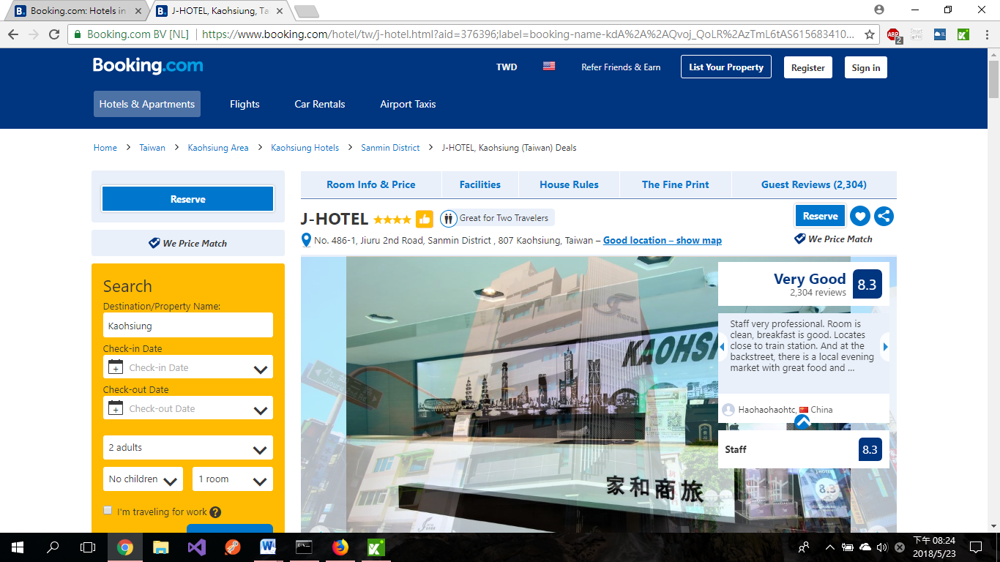 Booking.com: Hotels in
J-HOTEL, Kaohsiung, Ta
Booking.com BV [NL]
https://www.booking.com/hotel/tw/j-hotel.html?aid=376396;label=booking-name-kdA%2A%2AQvoj_QoLR%2AzTmL6tAS615683410...
ABP
2
Booking.com
TWD
Refer Friends & Earn
List Your Property
Register
Sign in
Hotels & Apartments
Flights
Car Rentals
Airport Taxis
Home > Taiwan > Kaohsiung Area > Kaohsiung Hotels > Sanmin District > J-HOTEL, Kaohsiung (Taiwan) Deals
Reserve
We Price Match
Search
Destination/Property Name:
Kaohsiung
Check-in Date
Check-in Date
Check-out Date
Check-out Date
2 adults
No children
1 room
I'm traveling for work ?
Room Info & Price
Facilities
House Rules
The Fine Print
Guest Reviews (2,304)
J-HOTEL
Great for Two Travelers
Reserve
No. 486-1, Jiuru 2nd Road, Sanmin District , 807 Kaohsiung, Taiwan – Good location – show map
We Price Match
Very Good
8.3
2,304 reviews
Staff very professional. Room is
clean, breakfast is good. Locates
close to train station. And at the
backstreet, there is a local evening
market with great food and ...
Haohaohaohtc, China
Staff
8.3
HOTEL
KAOHSI
家和商旅
8.3
下午 08:24
2018/5/23